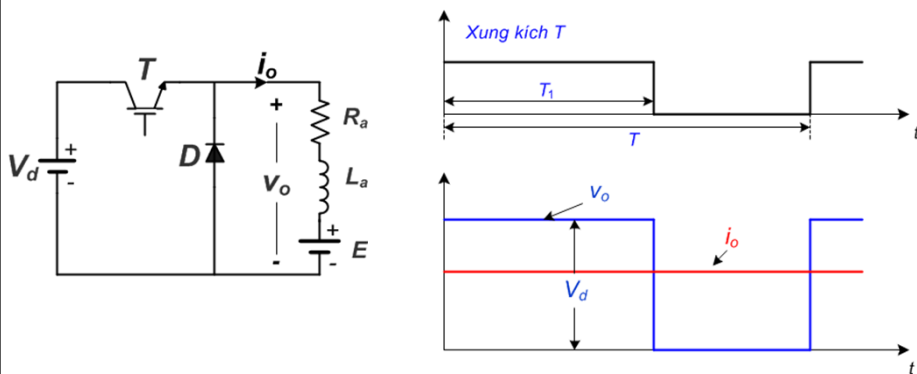 T
i_o
+
R_a
V_d
+
-
D
v_o
L_a
+
E
-
-
Xung kích T
T_1
T
t
v_o
i_o
V_d
t